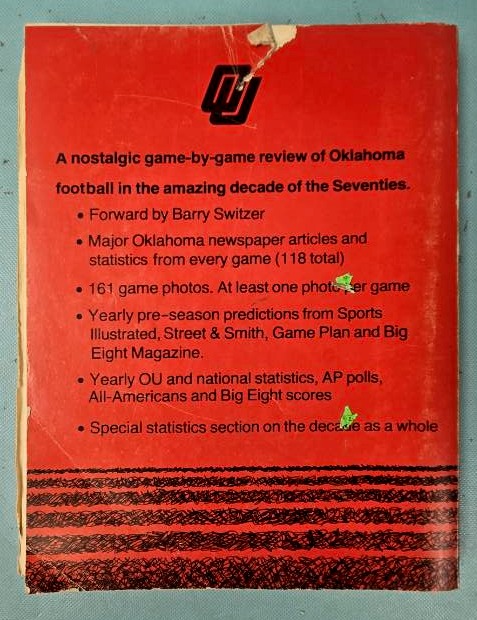 OU
A nostalgic game-by-game review of Oklahoma
football in the amazing decade of the Seventies.
• Forward by Barry Switzer
• Major Oklahoma newspaper articles and
statistics from every game (118 total)
• 161 game photos. At least one photo per game
• Yearly pre-season predictions from Sports
Illustrated, Street & Smith, Game Plan and Big
Eight Magazine.
• Yearly OU and national statistics, AP polls,
All-Americans and Big Eight scores
• Special statistics section on the decade as a whole